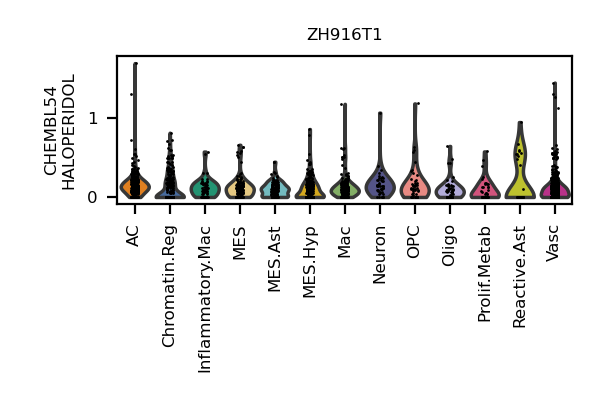 ZH916T1
CHEMBL54
HALOPERIDOL
1
0
AC
Chromatin.Reg
Inflammatory.Mac
MES
MES.Ast
MES.Hyp
Mac
Neuron
OPC
Oligo
Prolif.Metab
Reactive.Ast
Vasc